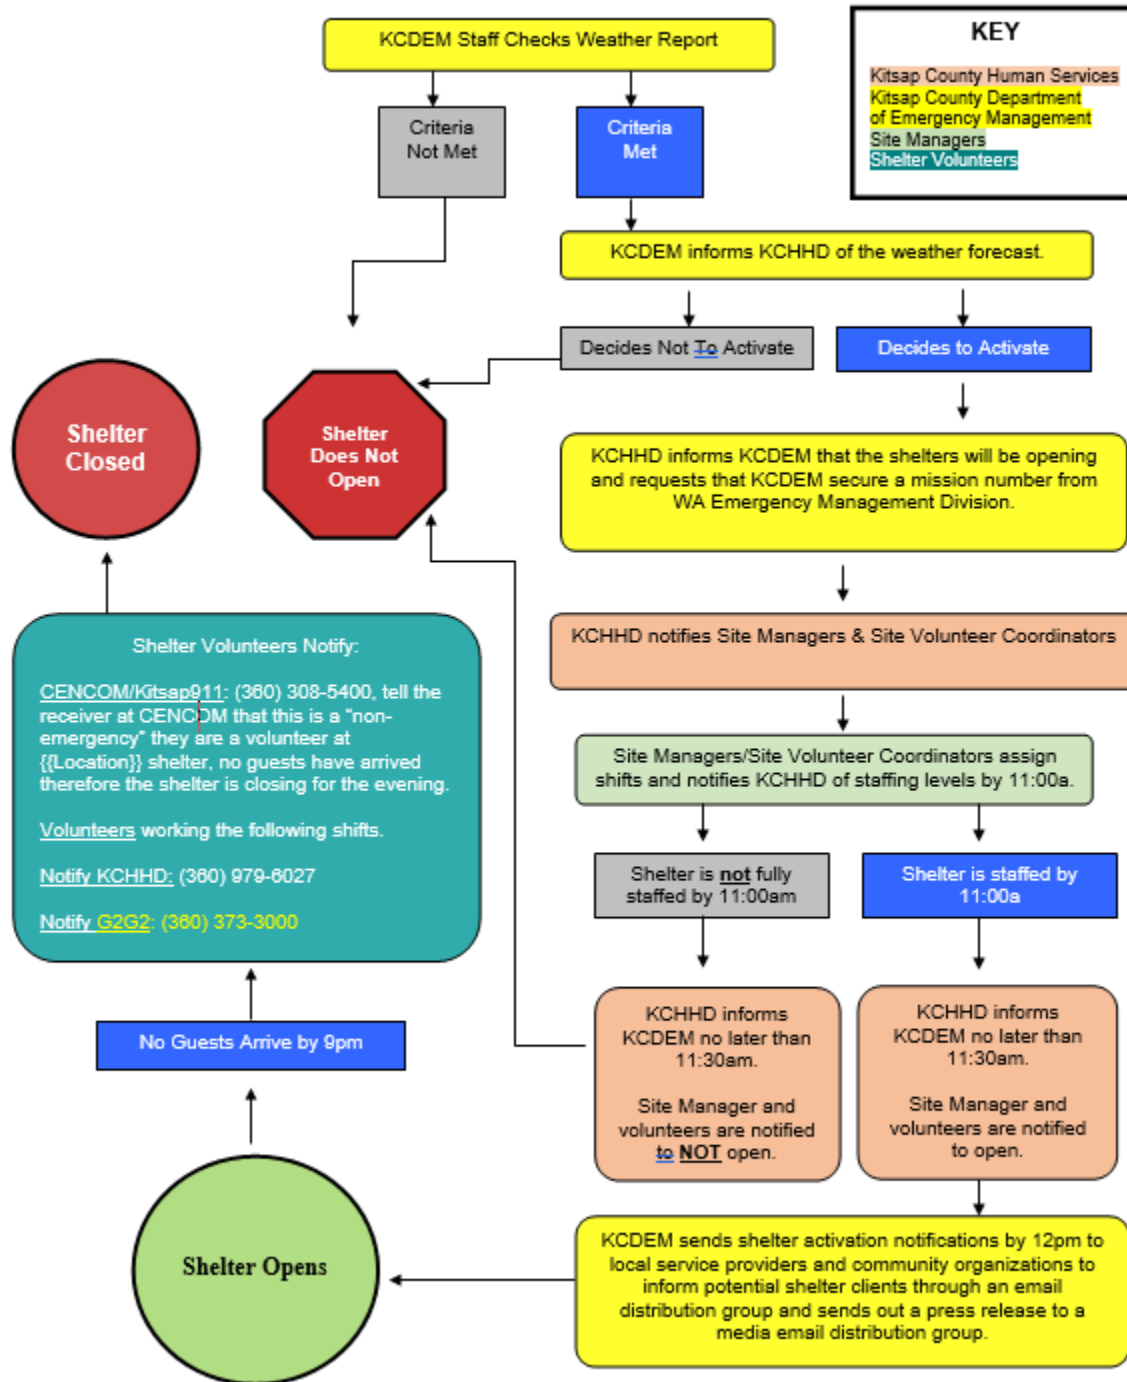 KCDEM Staff Checks Weather Report
KEY
Kitsap County Human Services
Kitsap County Department
of Emergency Management
Site Managers
Shelter Volunteers
Criteria
Not Met
Criteria
Met
KCDEM informs KCHHD of the weather forecast.
Decides Not To Activate
Decides to Activate
Shelter
Closed
Shelter
Does Not
Open
KCHHD informs KCDEM that the shelters will be opening
and requests that KCDEM secure a mission number from
WA Emergency Management Division.
KCHHD notifies Site Managers & Site Volunteer Coordinators
Shelter Volunteers Notify:
CENCOM/Kitsap911: (360) 308-5400, tell the
receiver at CENCOM that this is a “non-
emergency” they are a volunteer at
{{Location}} shelter, no guests have arrived
therefore the shelter is closing for the evening.
Volunteers working the following shifts.
Notify KCHHD: (360) 979-6027
Notify G2G2: (360) 373-3000
Site Managers/Site Volunteer Coordinators assign
shifts and notifies KCHHD of staffing levels by 11:00a.
Shelter is not fully
staffed by 11:00am
Shelter is staffed by
11:00a
KCHHD informs
KCDEM no later than
11:30am.
Site Manager and
volunteers are notified
to NOT open.
KCHHD informs
KCDEM no later than
11:30am.
Site Manager and
volunteers are notified
to open.
No Guests Arrive by 9pm
Shelter Opens
KCDEM sends shelter activation notifications by 12pm to
local service providers and community organizations to
inform potential shelter clients through an email
distribution group and sends out a press release to a
media email distribution group.